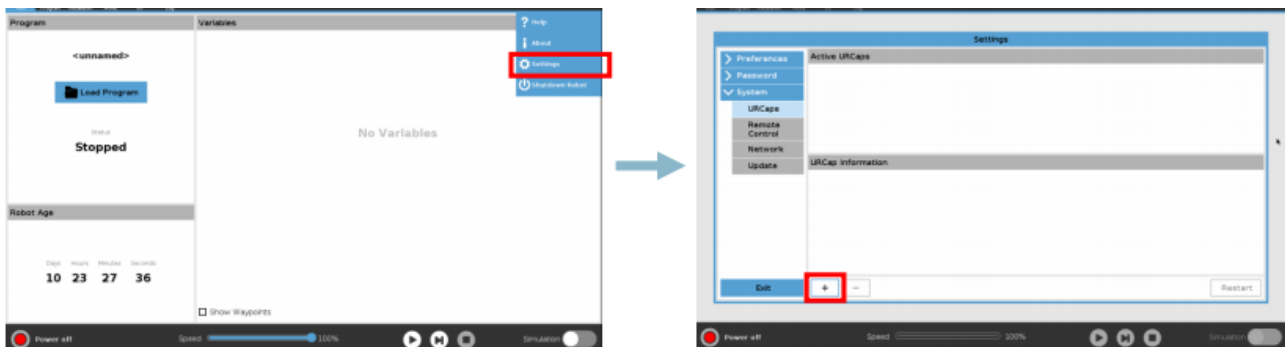 Program
Variables
? Help
About
<unnamed>
Settings
Shutdown Robot
Load Program
Status
Stopped
No Variables
Robot Age
Days Hours Minutes Seconds
10 23 27 36
Show Waypoints
Power off
Speed
100%
Simulation
Settings
Preferences
Active URCaps
Password
System
URCaps
Remote
Control
Network
Update
URCap Information
Exit
+
-
Restart
Power off
Speed
100%
Simulation